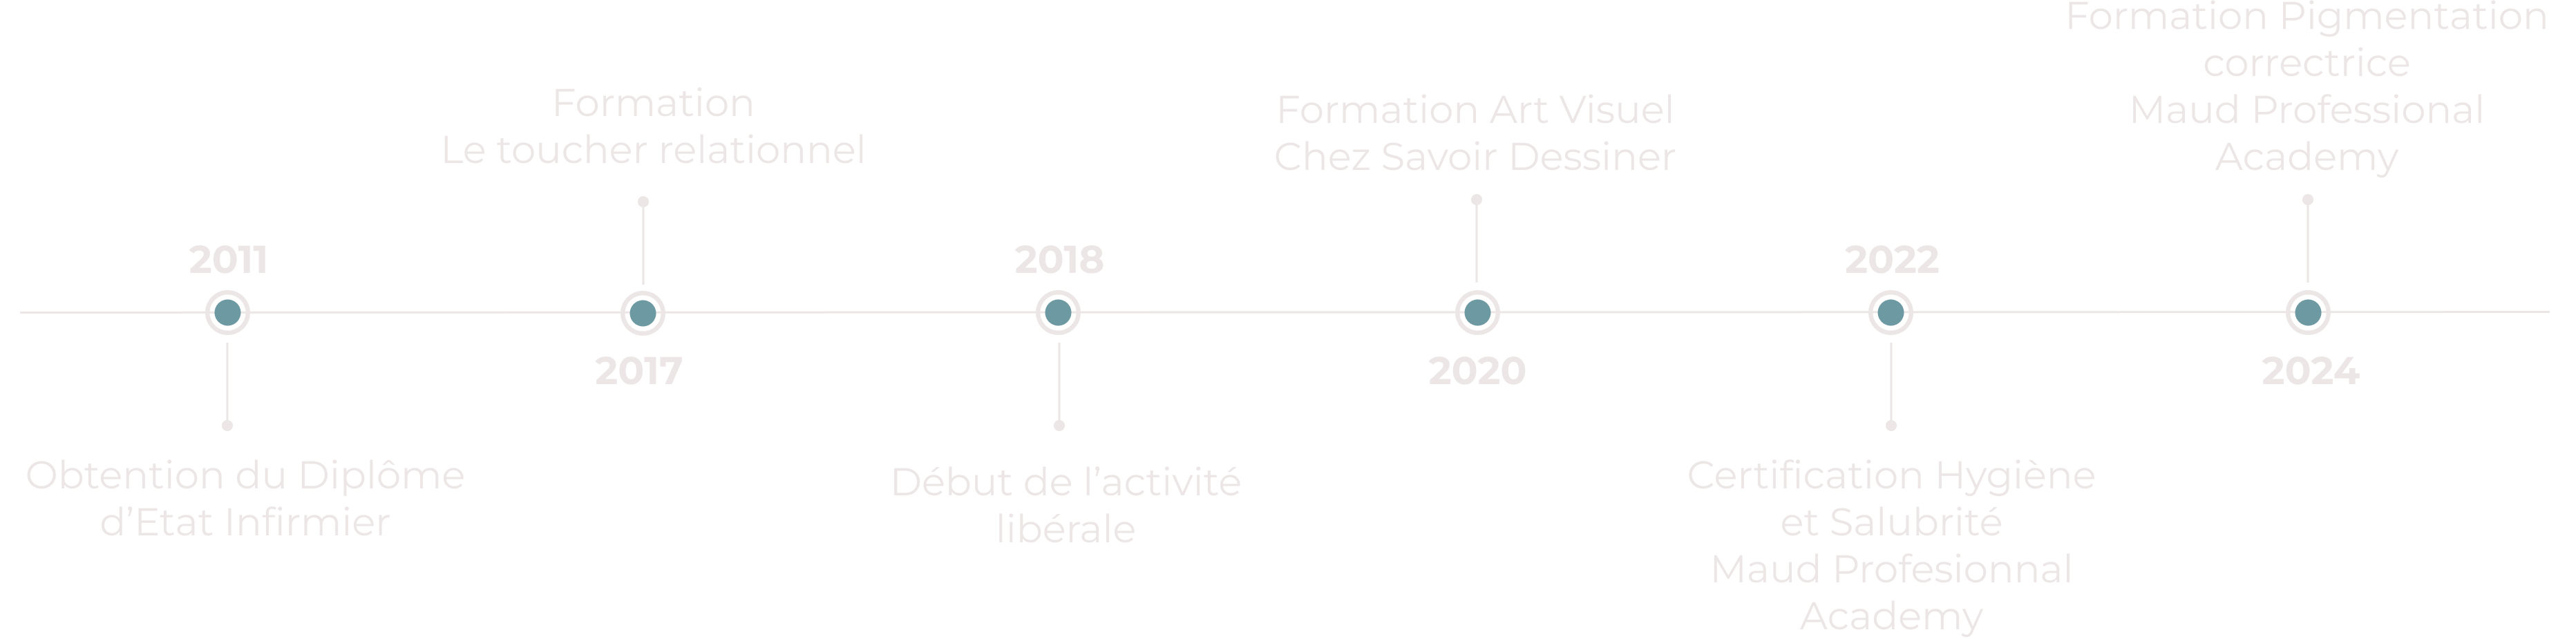 2011
Obtention du Diplôme
d’Etat Infirmier
Formation
Le toucher relationnel
2017
2018
Début de l’activité
libérale
Formation Art Visuel
Chez Savoir Dessiner
2020
2022
Certification Hygiène
et Salubrité
Maud Profesionnal
Academy
Formation Pigmentation
correctrice
Maud Professional
Academy
2024